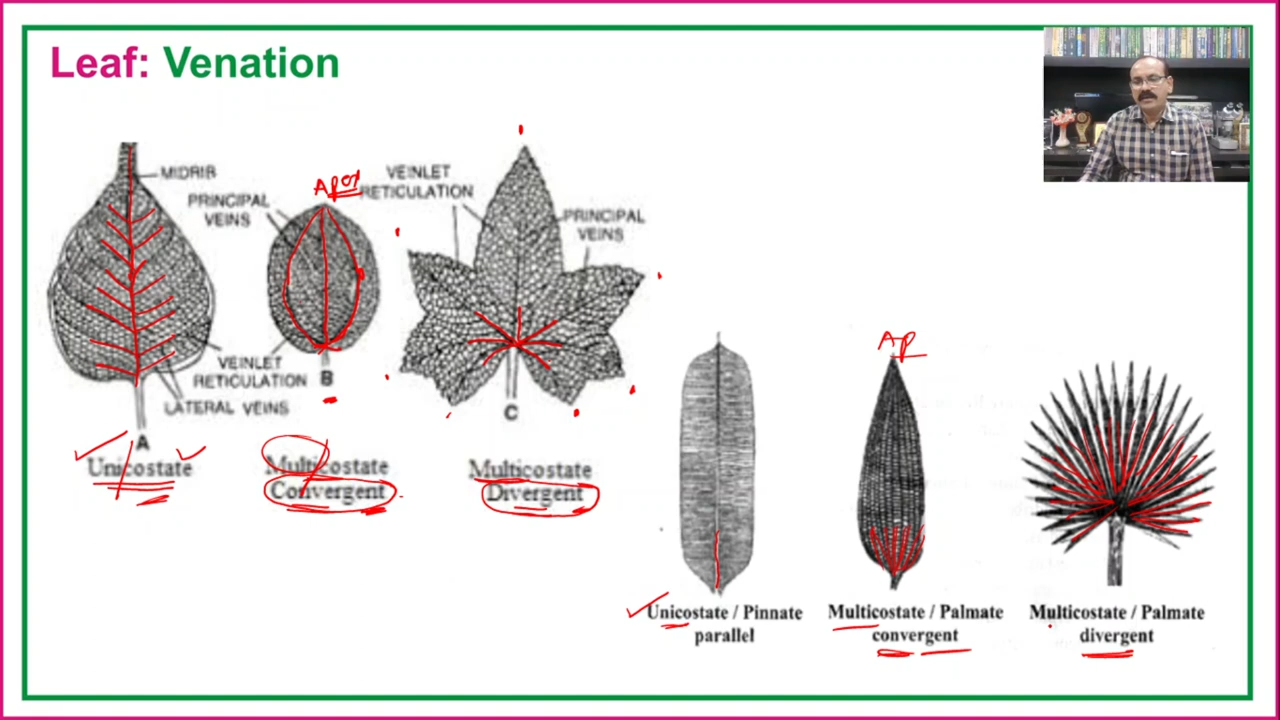 Leaf: Venation
MIDRIB
PRINCIPAL
VEINS
Apex
VEINLET
RETICULATION
PRINCIPAL
VEINS
VEINLET
RETICULATION
LATERAL VEINS
A
B
C
Unicostate
Multicostate
Convergent
Multicostate
Divergent
Ap
Unicostate / Pinnate
parallel
Multicostate / Palmate
convergent
Multicostate / Palmate
divergent